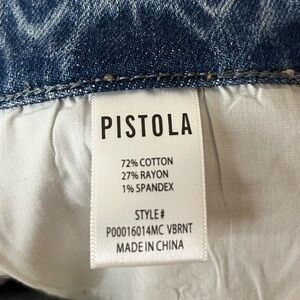 PISTOLA
72% COTTON
27% RAYON
1% SPANDEX
STYLE#
P00016014MC VBRNT
MADE IN CHINA